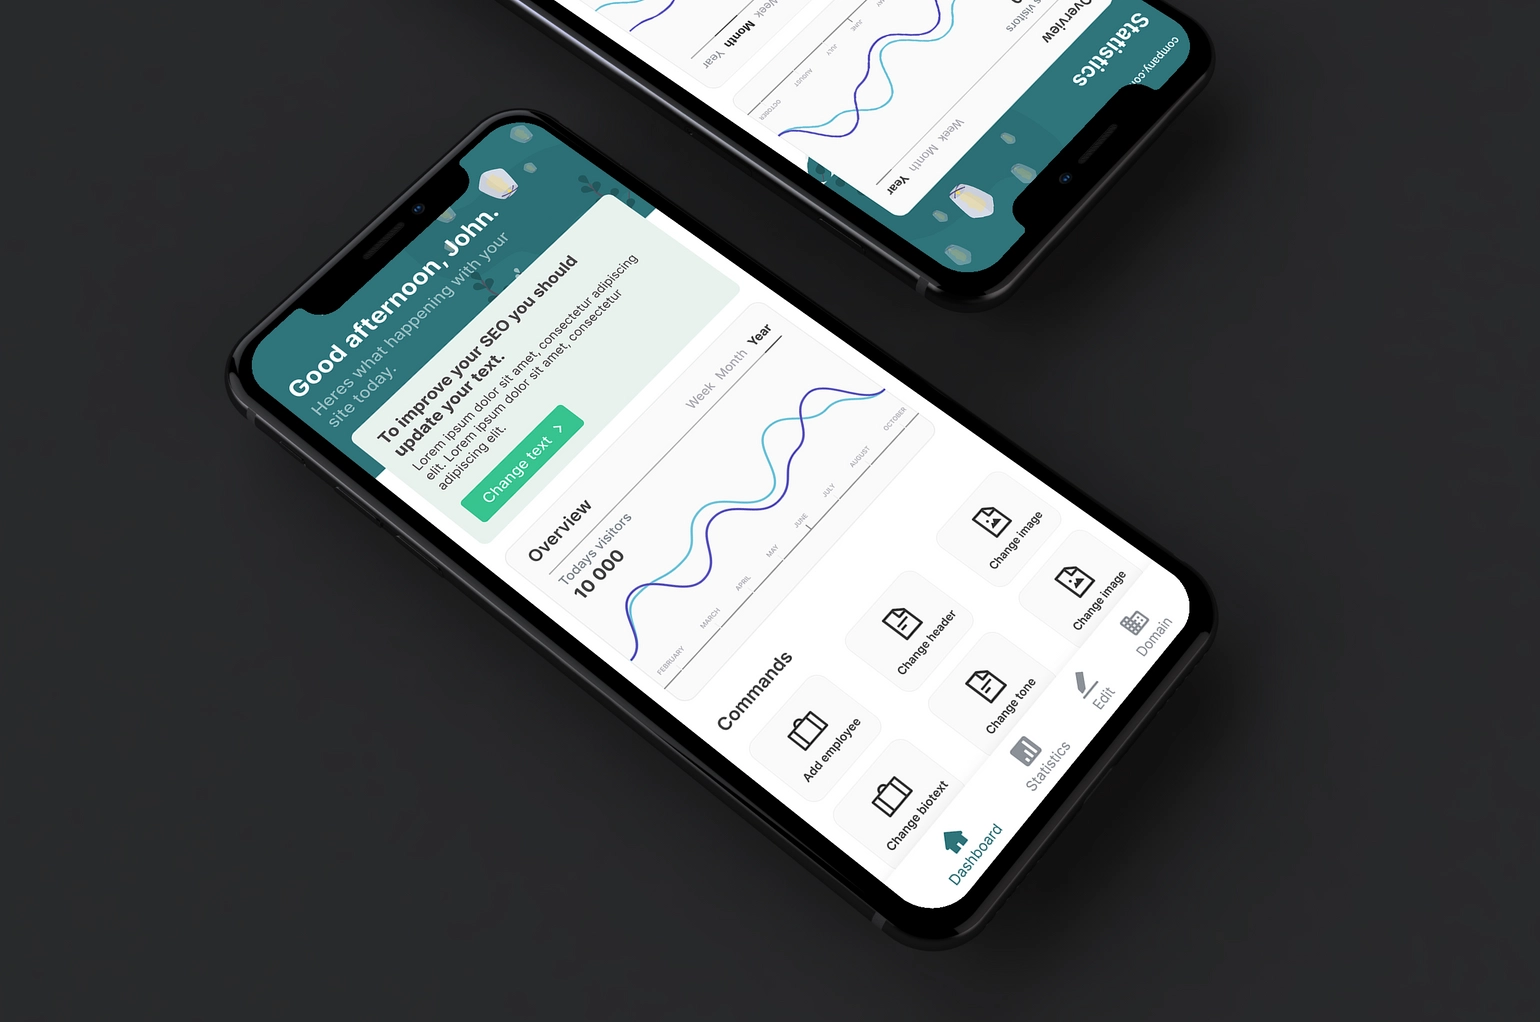 Good afternoon, John.
Heres what happening with your
site today.
To improve your SEO you should
update your text.
Lorem ipsum dolor sit amet, consectetur adipiscing
elit. Lorem ipsum dolor sit amet, consectetur
adipiscing elit.
Change text
Overview
Week Month Year
Todays visitors
10 000
FEBRUARY MARCH APRIL MAY JUNE JULY AUGUST OCTOBER
Commands
Add employee
Change header
Change image
Change biotext
Change tone
Change image
Dashboard
Statistics
Edit
Domain
Statistics
Overview
visitors
Week Month Year
JUNE JULY AUGUST OCTOBER
Week Month Year